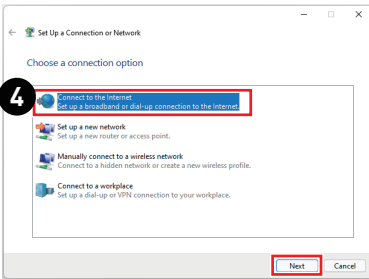 Set Up a Connection or Network
Choose a connection option
4
Connect to the Internet
Set up a broadband or dial-up connection to the Internet.
Set up a new network
Set up a new router or access point.
Manually connect to a wireless network
Connect to a hidden network or create a new wireless profile.
Connect to a workplace
Set up a dial-up or VPN connection to your workplace.
Next
Cancel